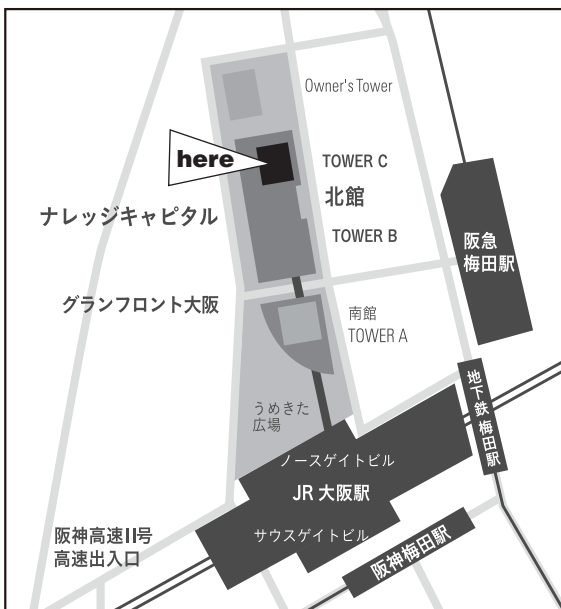 Owner's Tower
here
TOWER C
北館
ナレッジキャピタル
TOWER B
阪急
梅田駅
グランフロント大阪
南館
TOWER A
地下鉄 梅田駅
うめきた
広場
ノースゲイトビル
JR 大阪駅
サウスゲイトビル
阪神高速11号
高速出入口
阪神梅田駅